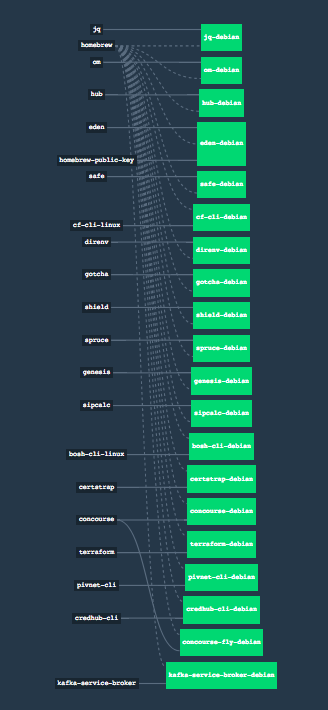 jq
jq-debian
homebrew
om
om-debian
hub
hub-debian
eden
eden-debian
homebrew-public-key
safe
safe-debian
cf-cli-debian
cf-cli-linux
direnv
direnv-debian
gotcha
gotcha-debian
shield
shield-debian
spruce
spruce-debian
genesis
genesis-debian
sipcalc
sipcalc-debian
bosh-cli-debian
bosh-cli-linux
certstrap-debian
certstrap
concourse-debian
concourse
terraform-debian
terraform
pivnet-cli-debian
pivnet-cli
credhub-cli-debian
credhub-cli
concourse-fly-debian
kafka-service-broker-debian
kafka-service-broker